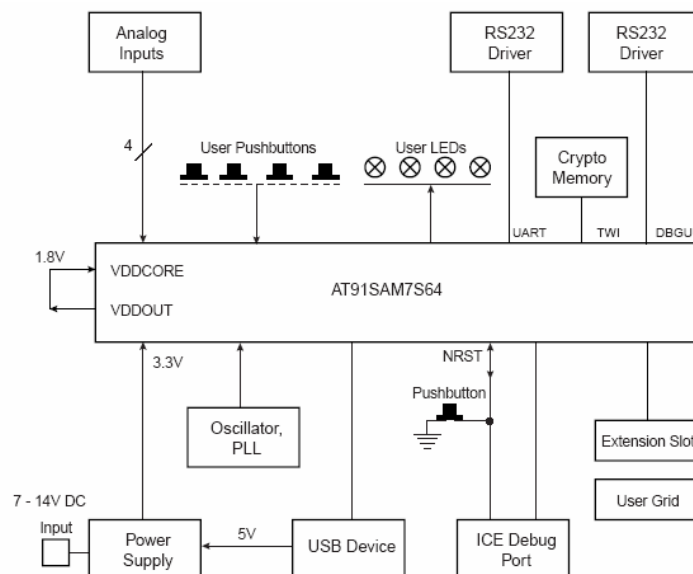 Analog
Inputs
RS232
Driver
RS232
Driver
4
User Pushbuttons
User LEDs
Crypto
Memory
UART
TWI
DBGU
1.8V
VDDCORE
AT91SAM7S64
VDDOUT
3.3V
NRST
Pushbutton
Oscillator,
PLL
Extension Slot
7 - 14V DC
User Grid
Input
Power
Supply
5V
USB Device
ICE Debug
Port